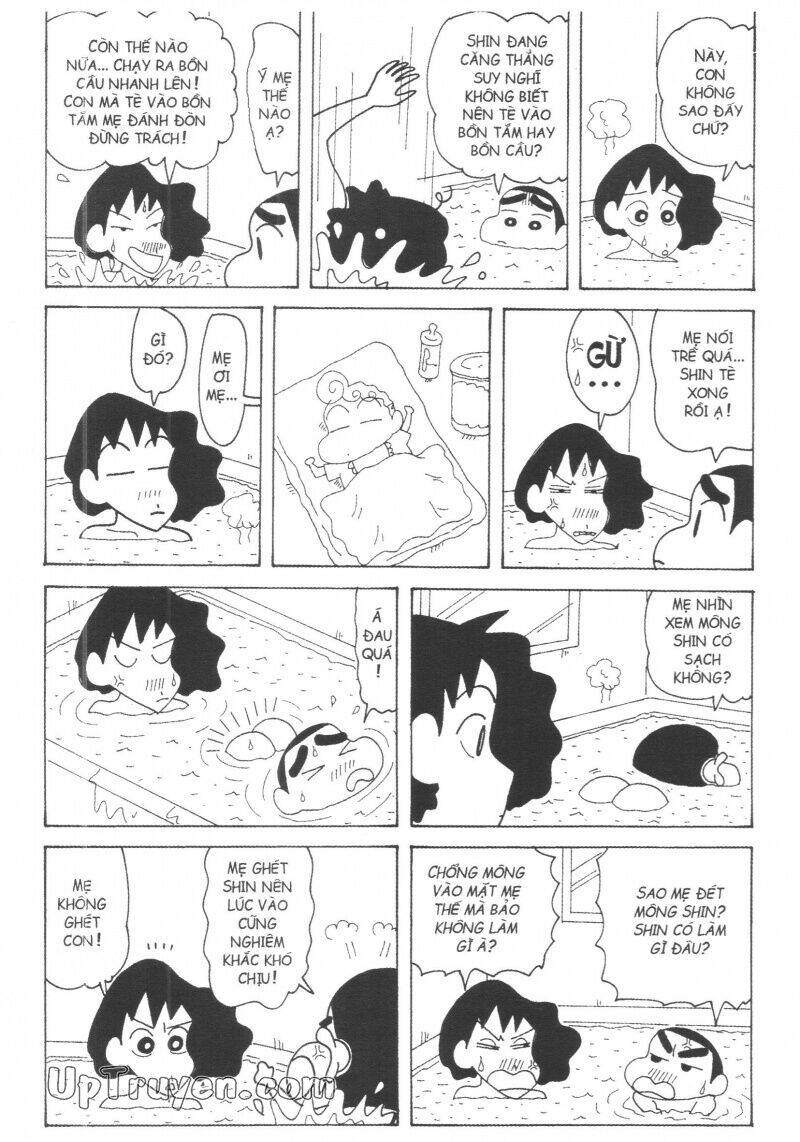 NÀY,
CON
KHÔNG
SAO ĐẤY
CHỨ?
SHIN ĐANG
CĂNG THẲNG
SUY NGHĨ
KHÔNG BIẾT
NÊN TÈ VÀO
BỒN TẮM HAY
BỒN CẦU?
Ý MẸ
THẾ
NÀO
Ạ?
CÒN THẾ NÀO
NỮA... CHẠY RA BỒN
CẦU NHANH LÊN!
CON MÀ TÈ VÀO BỒN
TẮM MẸ ĐÁNH ĐÒN
ĐỪNG TRÁCH!
MẸ NÓI
TRỄ QUÁ...
SHIN TÈ
XONG
RỒI Ạ!
GỪ
...
MẸ
ƠI
MẸ...
GÌ
ĐÓ?
MẸ NHÌN
XEM MÔNG
SHIN CÓ
SẠCH
KHÔNG?
Á
ĐAU
QUÁ
!
SAO MẸ ĐÉT
MÔNG SHIN?
SHIN CÓ LÀM
GÌ ĐÂU?
CHỔNG MÔNG
VÀO MẶT MẸ
THẾ MÀ BẢO
KHÔNG LÀM
GÌ À?
MẸ GHÉT
SHIN NÊN
LÚC VÀO
CŨNG
NGHIÊM
KHẮC KHÓ
CHỊU!
MẸ
KHÔNG
GHÉT
CON!
UpTruyen.com